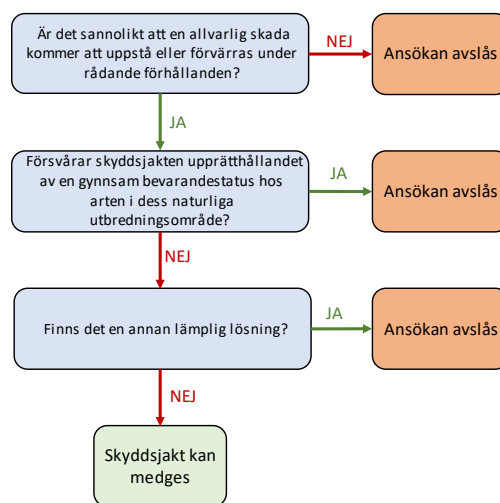 Är det sannolikt att en allvarlig skada
kommer att uppstå eller förvärras under
rådande förhållanden?
NEJ
Ansökan avslås
JA
Försvårar skyddsjakten upprätthållandet
av en gynnsam bevarandestatus hos
arten i dess naturliga
utbredningsområde?
JA
Ansökan avslås
NEJ
Finns det en annan lämplig lösning?
JA
Ansökan avslås
NEJ
Skyddsjakt kan
medges